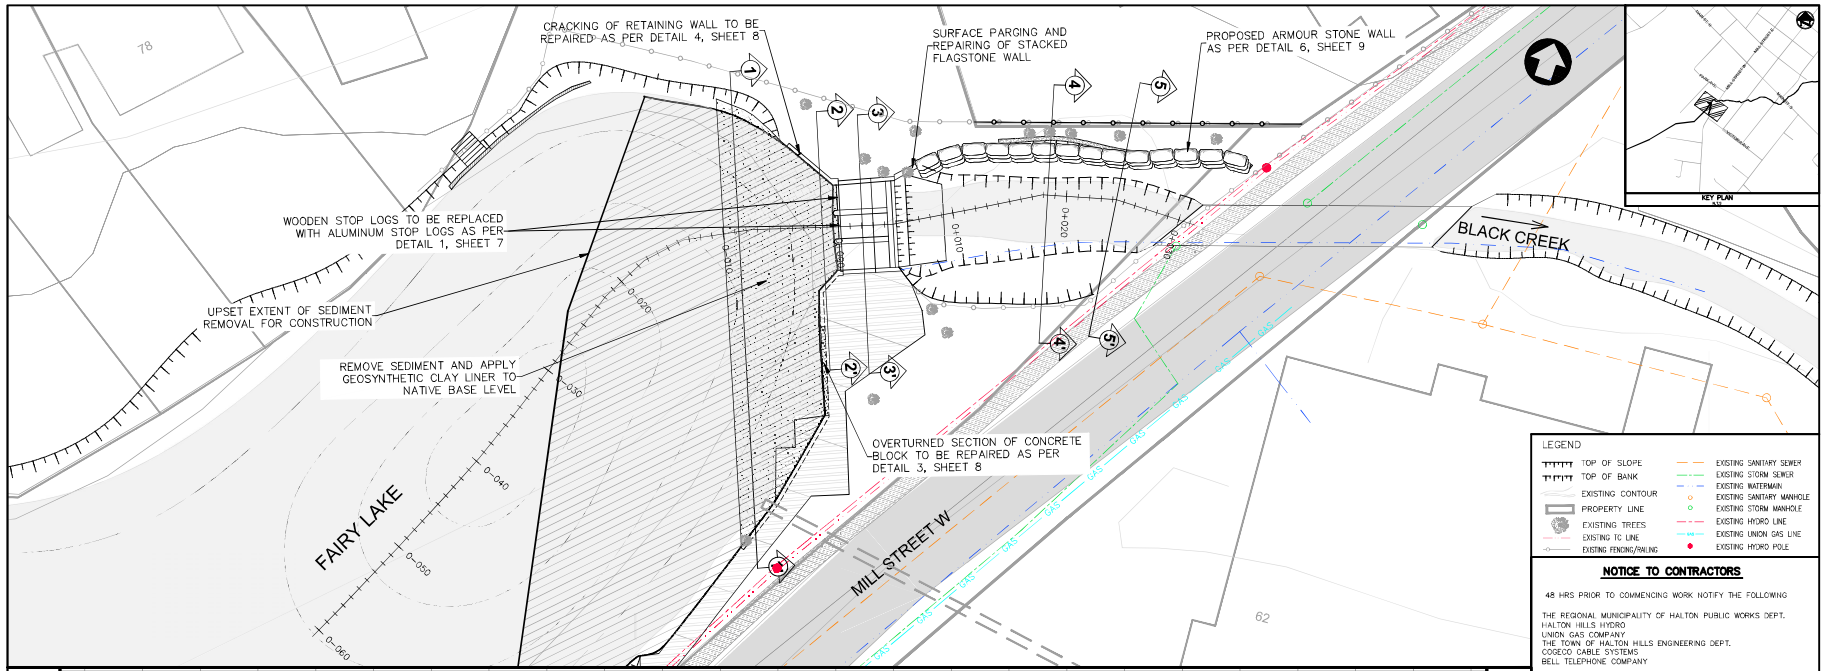 78
CRACKING OF RETAINING WALL TO BE
REPAIRED AS PER DETAIL 4, SHEET 8
SURFACE PARGING AND
REPAIRING OF STACKED
FLAGSTONE WALL
PROPOSED ARMOUR STONE WALL
AS PER DETAIL 6, SHEET 9
1
2
3
4
5
WOODEN STOP LOGS TO BE REPLACED
WITH ALUMINUM STOP LOGS AS PER
DETAIL 1, SHEET 7
UPSET EXTENT OF SEDIMENT
REMOVAL FOR CONSTRUCTION
REMOVE SEDIMENT AND APPLY
GEOSYNTHETIC CLAY LINER TO
NATIVE BASE LEVEL
OVERTURNED SECTION OF CONCRETE
BLOCK TO BE REPAIRED AS PER
DETAIL 3, SHEET 8
0+010
0+020
0+030
0-010
0-020
0-030
0-040
0-050
0-060
2'
3'
4'
5'
FAIRY LAKE
MILL STREET W
BLACK CREEK
GAS
GAS
GAS
GAS
GAS
GAS
GAS
GAS
GAS
62
KEY PLAN
LEGEND
TOP OF SLOPE
TOP OF BANK
EXISTING CONTOUR
PROPERTY LINE
EXISTING TREES
EXISTING TC LINE
EXISTING FENCING/RAILING
EXISTING SANITARY SEWER
EXISTING STORM SEWER
EXISTING WATERMAIN
EXISTING SANITARY MANHOLE
EXISTING STORM MANHOLE
EXISTING HYDRO LINE
EXISTING UNION GAS LINE
EXISTING HYDRO POLE
NOTICE TO CONTRACTORS
48 HRS PRIOR TO COMMENCING WORK NOTIFY THE FOLLOWING
THE REGIONAL MUNICIPALITY OF HALTON PUBLIC WORKS DEPT.
HALTON HILLS HYDRO
UNION GAS COMPANY
THE TOWN OF HALTON HILLS ENGINEERING DEPT.
COGECO CABLE SYSTEMS
BELL TELEPHONE COMPANY